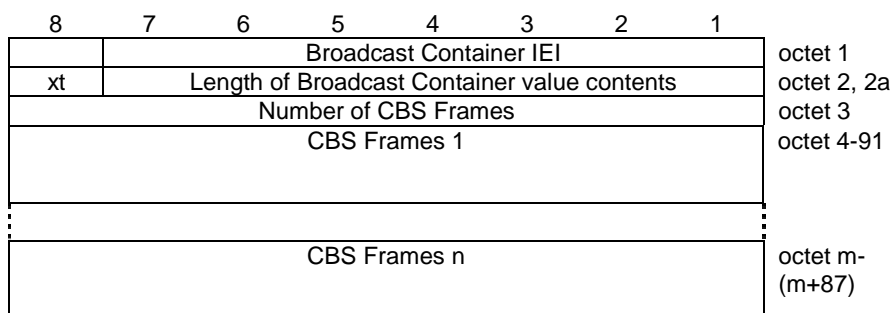 8 7 6 5 4 3 2 1
Broadcast Container IEI octet 1
xt Length of Broadcast Container value contents octet 2, 2a
Number of CBS Frames octet 3
CBS Frames 1 octet 4-91
CBS Frames n octet m-
(m+87)